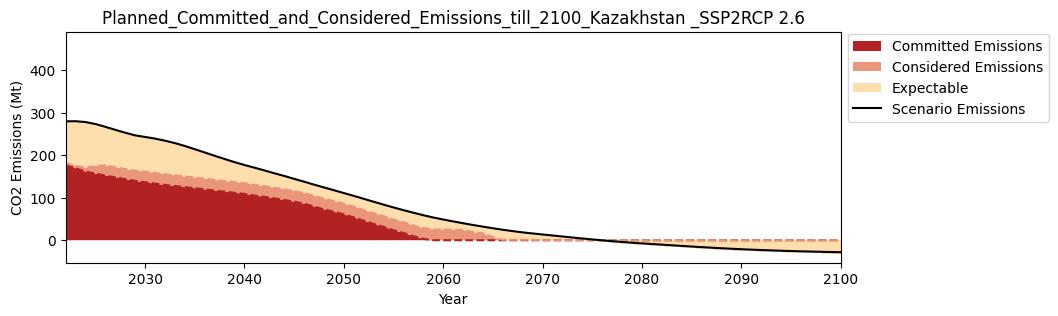 Planned_Committed_and_Considered_Emissions_till_2100_Kazakhstan _SSP2RCP 2.6
CO2 Emissions (Mt)
400
300
200
100
0
2030 2040 2050 2060 2070 2080 2090 2100
Year
Committed Emissions
Considered Emissions
Expectable
Scenario Emissions